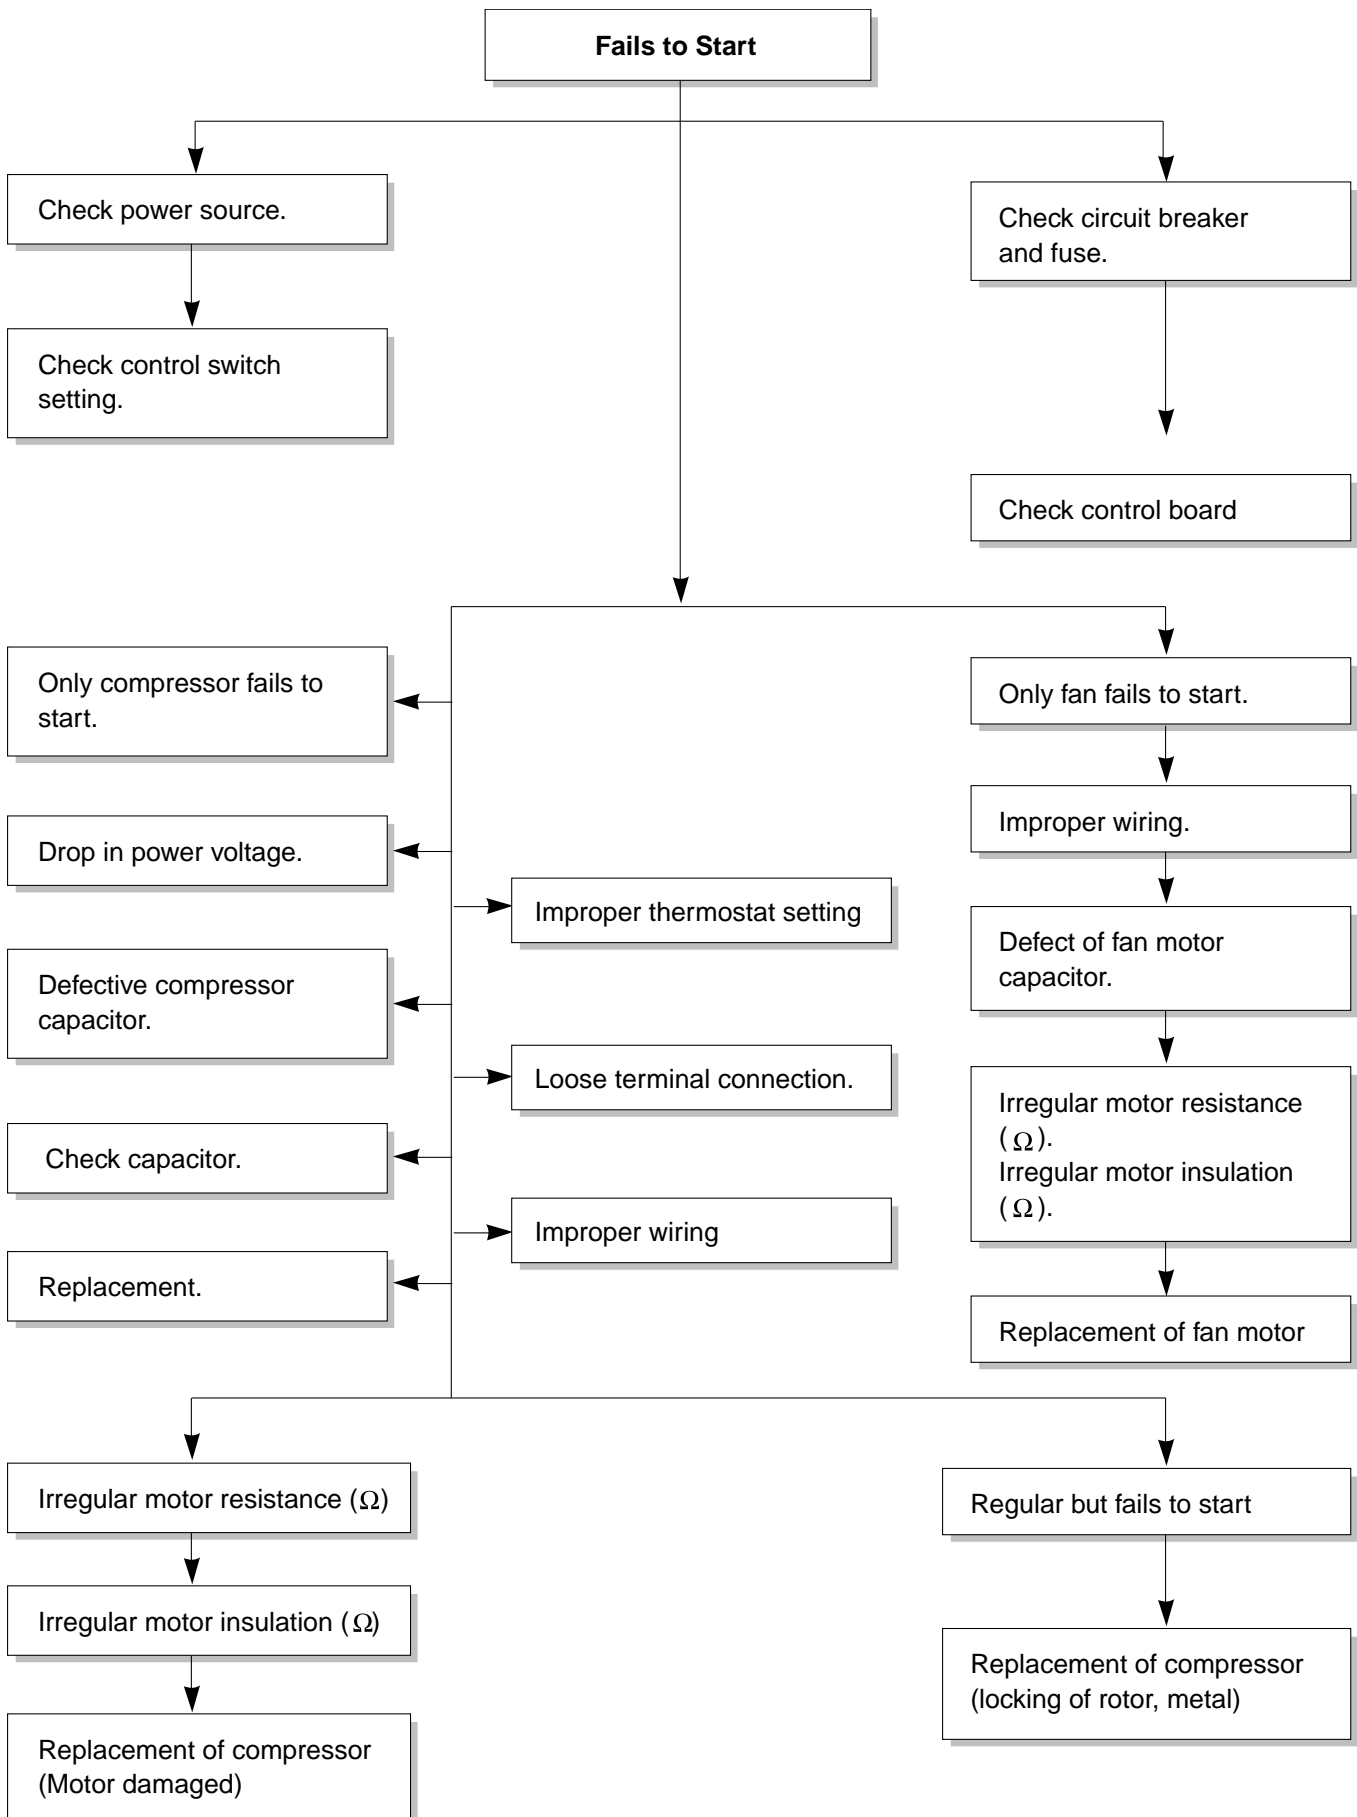 Fails to Start
Check power source.
Check circuit breaker
and fuse.
Check control switch
setting.
Check control board
Only compressor fails to
start.
Only fan fails to start.
Drop in power voltage.
Improper wiring.
Improper thermostat setting
Defective compressor
capacitor.
Defect of fan motor
capacitor.
Loose terminal connection.
Irregular motor resistance
(Ω).
Irregular motor insulation
(Ω).
Check capacitor.
Improper wiring
Replacement.
Replacement of fan motor
Irregular motor resistance (Ω)
Regular but fails to start
Irregular motor insulation (Ω)
Replacement of compressor
(locking of rotor, metal)
Replacement of compressor
(Motor damaged)